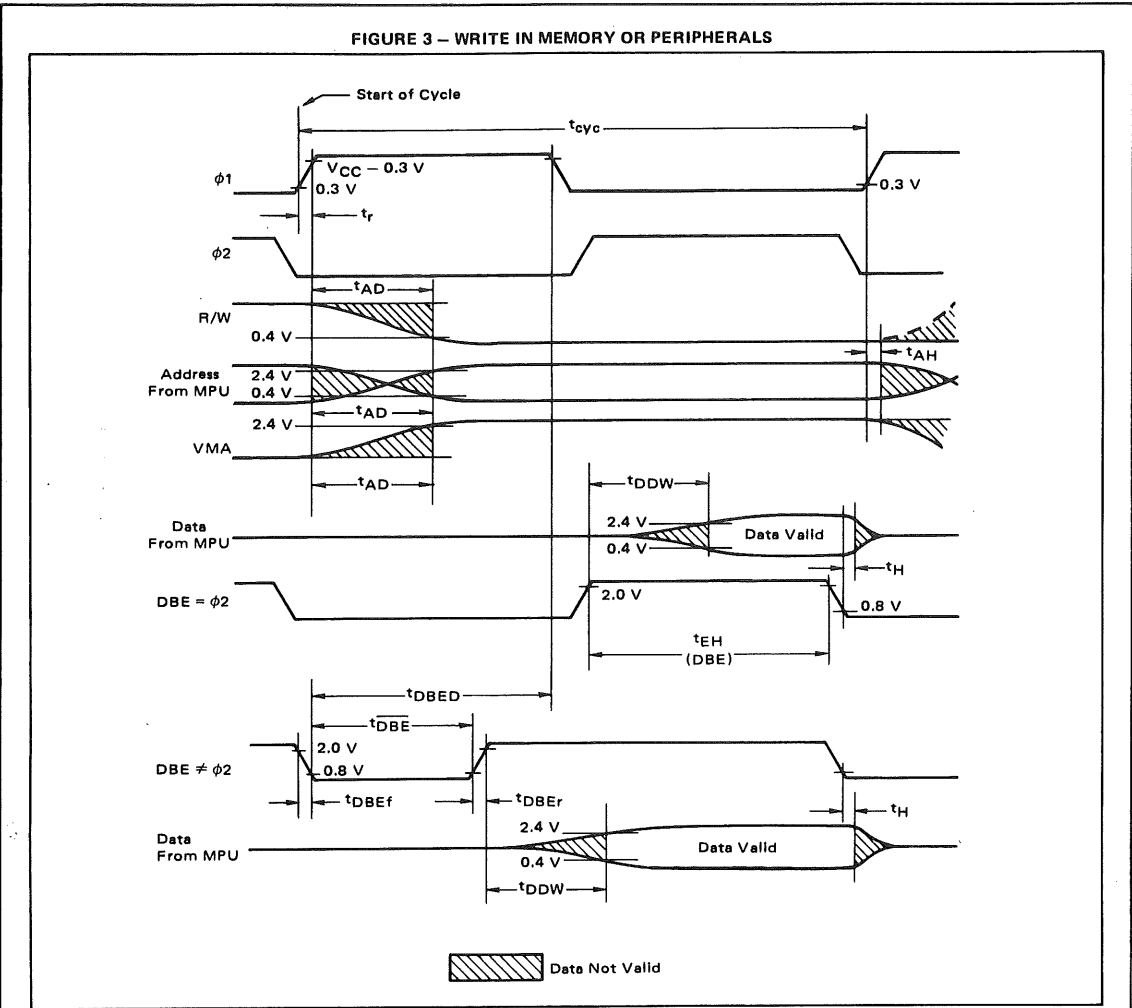 FIGURE 3 – WRITE IN MEMORY OR PERIPHERALS
Start of Cycle
tcyc
ϕ1
VCC – 0.3 V
0.3 V
0.3 V
tr
ϕ2
tAD
R/W
0.4 V
tAH
Address
From MPU
2.4 V
0.4 V
tAD
2.4 V
VMA
tAD
tDDW
Data
From MPU
2.4 V
0.4 V
Data Valid
tH
DBE = ϕ2
2.0 V
0.8 V
tEH
(DBE)
tDBED
tD̅B̅E̅
DBE ≠ ϕ2
2.0 V
0.8 V
tDBEf
tDBEr
tH
Data
From MPU
2.4 V
0.4 V
Data Valid
tDDW
Data Not Valid